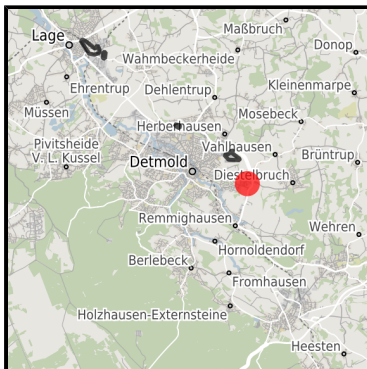 Lage
Maßbruch
Donop
Wahmbeckerheide
Ehrentrup
Dehlentrup
Kleinenmarpe
Müssen
Mosebeck
Herberhausen
Pivitsheide
V. L. Kussel
Vahlhausen
Brüntrup
Detmold
Diestelbruch
Remmighausen
Wehren
Hornoldendorf
Berlebeck
Fromhausen
Holzhausen-Externsteine
Heesten